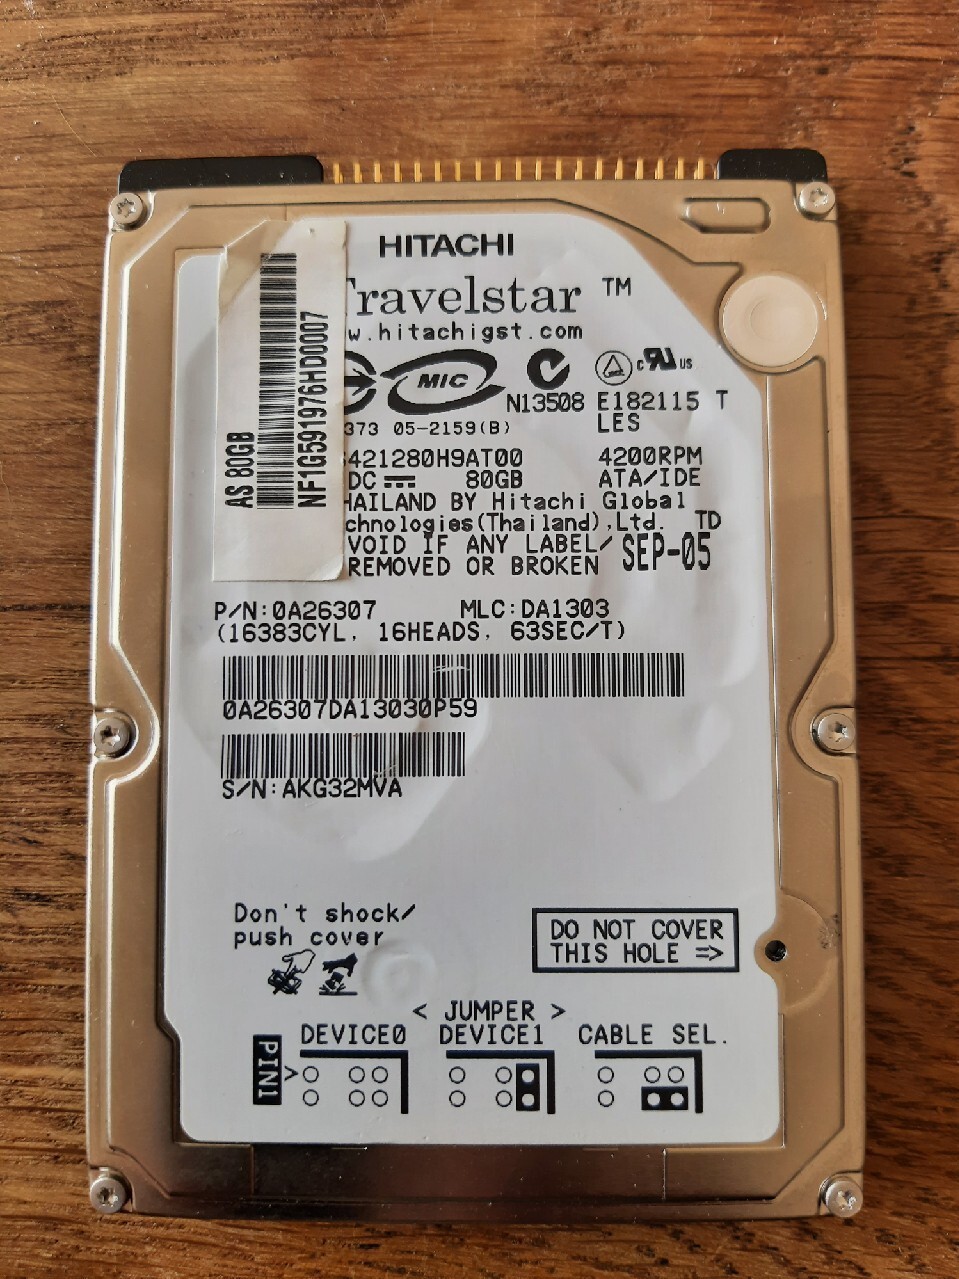 HITACHI
Travelstar ™
w.hitachigst.com
MIC
c UL us
N13508 E182115 T
LES
373 05-2159(B)
421280H9AT00 4200RPM
DC 80GB ATA/IDE
HAILAND BY Hitachi Global
chnologies(Thailand),Ltd. TD
VOID IF ANY LABEL/ SEP-05
REMOVED OR BROKEN
AS 80GB
NF1G591976HD0007
P/N:0A26307 MLC:DA1303
(16383CYL, 16HEADS, 63SEC/T)
0A26307DA13030P59
S/N:AKG32MVA
Don't shock/
push cover
DO NOT COVER
THIS HOLE =>
< JUMPER >
DEVICE0 DEVICE1 CABLE SEL.
PIN1